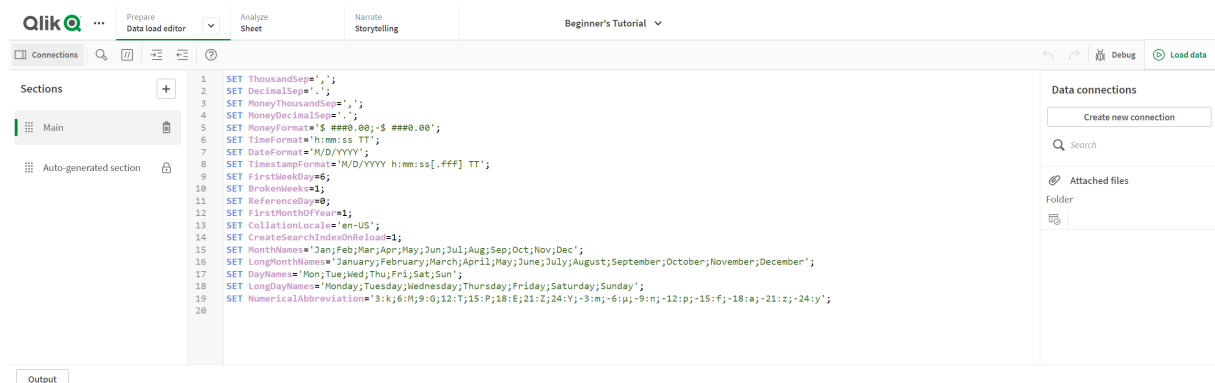 Qlik
Prepare
Data load editor
Analyze
Sheet
Narrate
Storytelling
Beginner's Tutorial
Connections
Debug
Load data
Sections
Main
Auto-generated section
1 SET ThousandSep=',';
2 SET DecimalSep='.';
3 SET MoneyThousandSep=',';
4 SET MoneyDecimalSep='.';
5 SET MoneyFormat='$ ###0.00;-$ ###0.00';
6 SET TimeFormat='h:mm:ss TT';
7 SET DateFormat='M/D/YYYY';
8 SET TimestampFormat='M/D/YYYY h:mm:ss[.fff] TT';
9 SET FirstWeekDay=6;
10 SET BrokenWeeks=1;
11 SET ReferenceDay=0;
12 SET FirstMonthOfYear=1;
13 SET CollationLocale='en-US';
14 SET CreateSearchIndexOnReload=1;
15 SET MonthNames='Jan;Feb;Mar;Apr;May;Jun;Jul;Aug;Sep;Oct;Nov;Dec';
16 SET LongMonthNames='January;February;March;April;May;June;July;August;September;October;November;December';
17 SET DayNames='Mon;Tue;Wed;Thu;Fri;Sat;Sun';
18 SET LongDayNames='Monday;Tuesday;Wednesday;Thursday;Friday;Saturday;Sunday';
19 SET NumericalAbbreviation='3:k;6:M;9:G;12:T;15:P;18:E;21:Z;24:Y;-3:m;-6:μ;-9:n;-12:p;-15:f;-18:a;-21:z;-24:y';
20
Data connections
Create new connection
Search
Attached files
Folder
Output